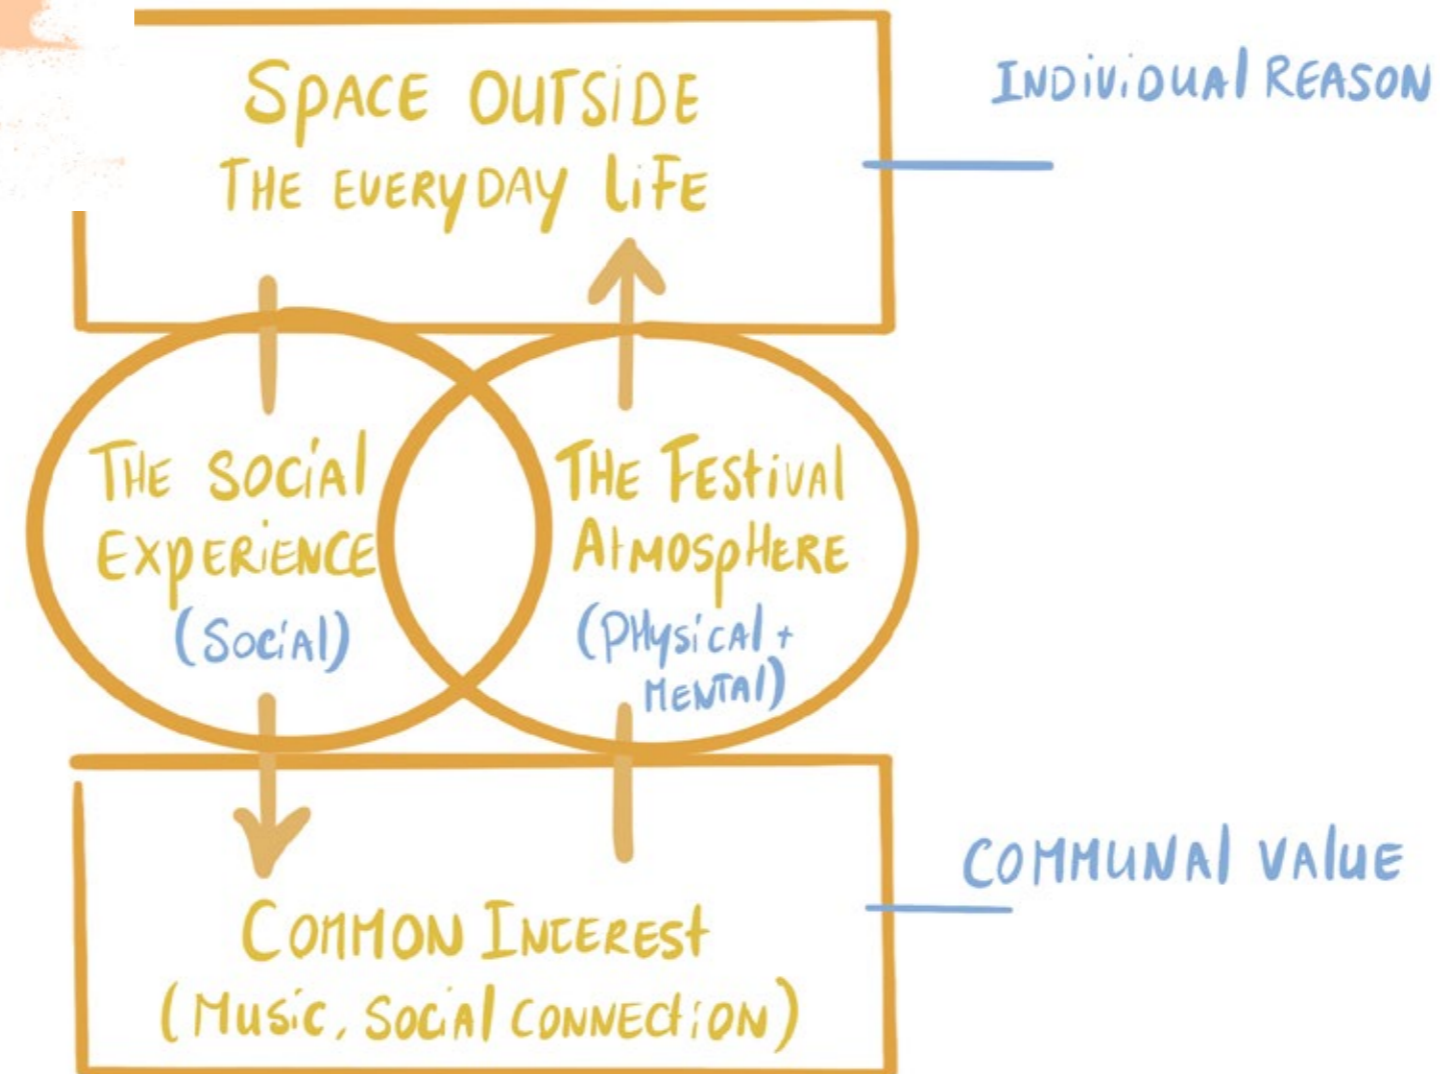 SPACE OUTSIDE
THE EVERYDAY LIFE
INDIVIDUAL REASON
THE SOCIAL
EXPERIENCE
(SOCIAL)
THE FESTIVAL
ATMOSPHERE
(PHYSICAL +
MENTAL)
COMMUNAL VALUE
COMMON INTEREST
(MUSIC, SOCIAL CONNECTION)